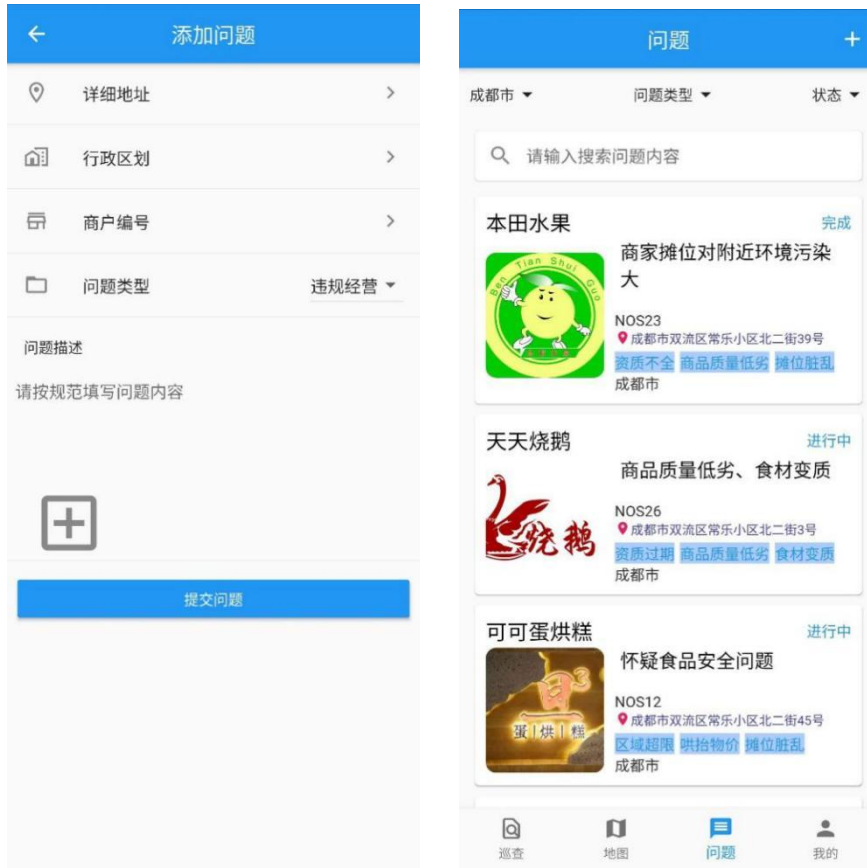 添加问题
详细地址
行政区划
商户编号
问题类型
违规经营
问题描述
请按规范填写问题内容
提交问题
问题
成都市
问题类型
状态
请输入搜索问题内容
本田水果
完成
Ben Tian Shui Guo
商家摊位对附近环境污染
大
NOS23
成都市双流区常乐小区北二街39号
资质不全 商品质量低劣 摊位脏乱
成都市
天天烧鹅
进行中
烧鹅
商品质量低劣、食材变质
NOS26
成都市双流区常乐小区北二街3号
资质过期 商品质量低劣 食材变质
成都市
可可蛋烘糕
进行中
蛋|烘|糕
怀疑食品安全问题
NOS12
成都市双流区常乐小区北二街45号
区域超限 哄抬物价 摊位脏乱
成都市
巡查
地图
问题
我的